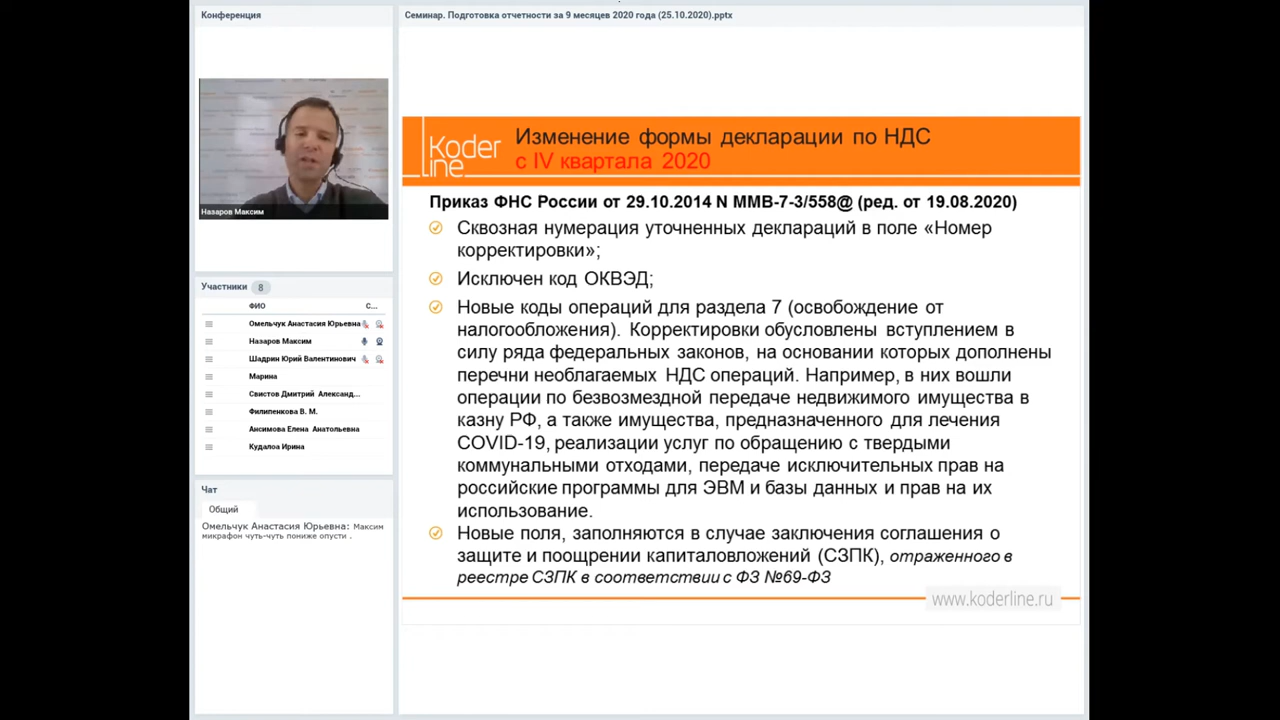 Конференция
Назаров Максим
Участники 8
ФИО С...
Омельчук Анастасия Юрьевна
Назаров Максим
Шадрин Юрий Валентинович
Марина
Свистов Дмитрий Александ...
Филипенкова В. М.
Ансимова Елена Анатольевна
Кудалоа Ирина
Чат
Общий
Омельчук Анастасия Юрьевна: Максим
микрофон чуть-чуть пониже опусти .
Семинар. Подготовка отчетности за 9 месяцев 2020 года (25.10.2020).pptx
Koder
line
Изменение формы декларации по НДС
с IV квартала 2020
Приказ ФНС России от 29.10.2014 N ММВ-7-3/558@ (ред. от 19.08.2020)
Сквозная нумерация уточненных деклараций в поле «Номер
корректировки»;
Исключен код ОКВЭД;
Новые коды операций для раздела 7 (освобождение от
налогообложения). Корректировки обусловлены вступлением в
силу ряда федеральных законов, на основании которых дополнены
перечни необлагаемых НДС операций. Например, в них вошли
операции по безвозмездной передаче недвижимого имущества в
казну РФ, а также имущества, предназначенного для лечения
COVID-19, реализации услуг по обращению с твердыми
коммунальными отходами, передаче исключительных прав на
российские программы для ЭВМ и базы данных и прав на их
использование.
Новые поля, заполняются в случае заключения соглашения о
защите и поощрении капиталовложений (СЗПК), отраженного в
реестре СЗПК в соответствии с ФЗ №69-ФЗ
www.koderline.ru